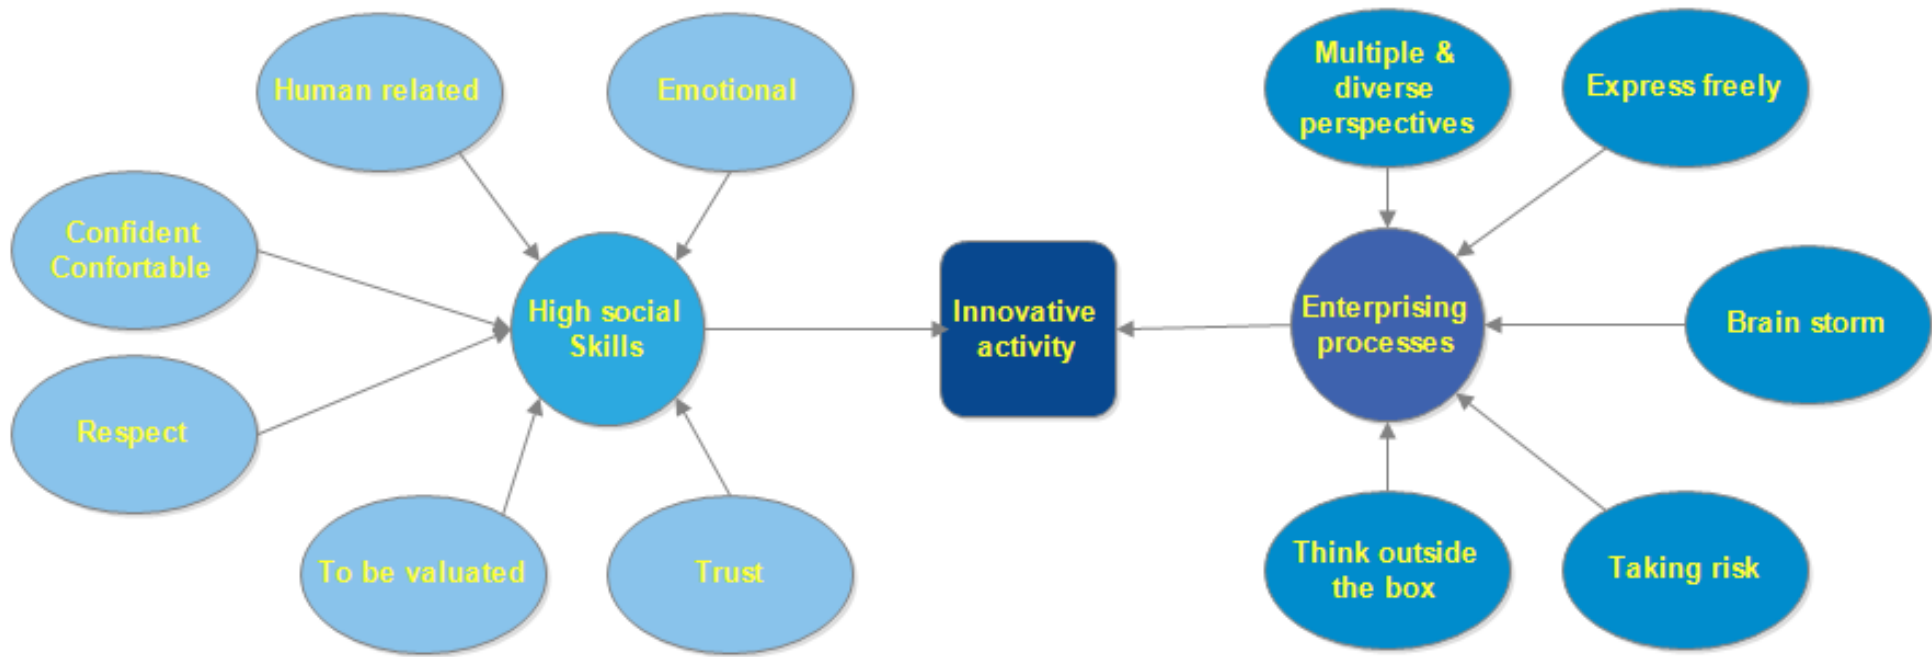 Human related
Emotional
Multiple &
diverse
perspectives
Express freely
Confident
Confortable
High social
Skills
Innovative
activity
Enterprising
processes
Brain storm
Respect
To be valuated
Trust
Think outside
the box
Taking risk